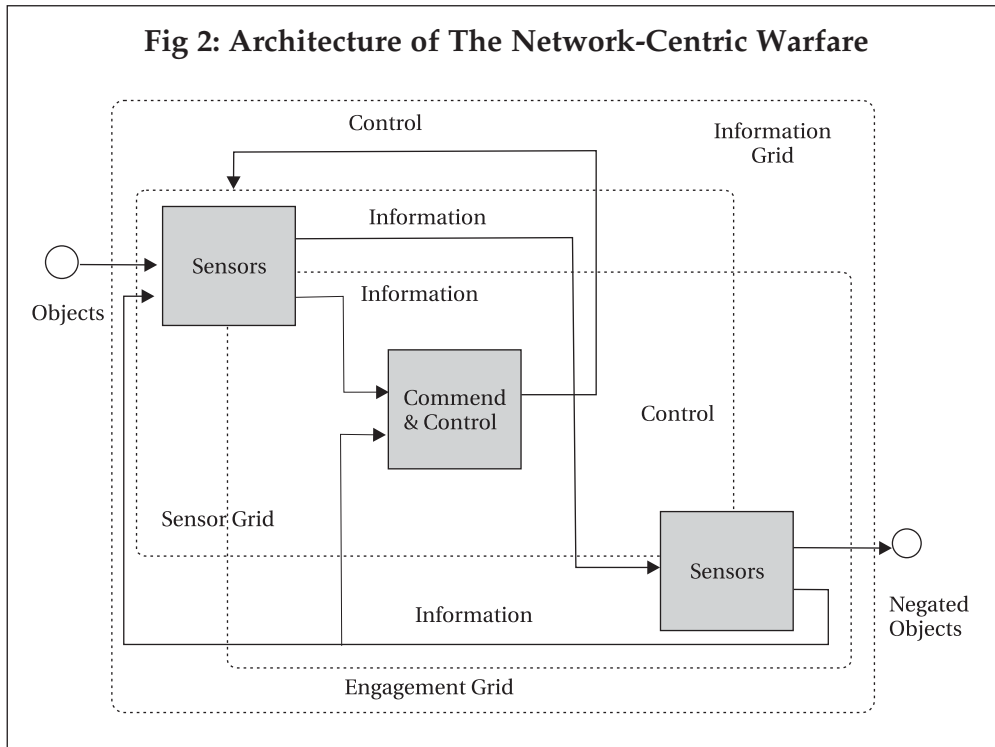 Fig 2: Architecture of The Network-Centric Warfare
Control
Information
Grid
Information
Sensors
Information
Objects
Commend
& Control
Control
Sensor Grid
Sensors
Information
Negated
Objects
Engagement Grid